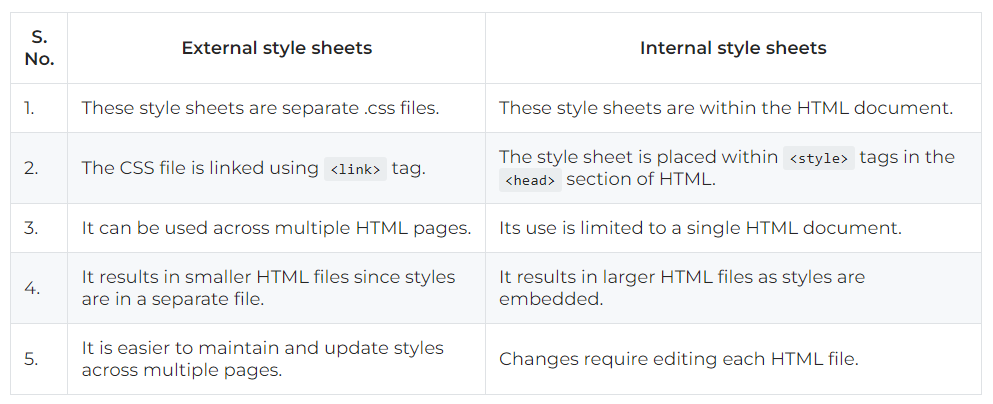 S. No. External style sheets Internal style sheets
1. These style sheets are separate .css files. These style sheets are within the HTML document.
2. The CSS file is linked using <link> tag. The style sheet is placed within <style> tags in the
<head> section of HTML.
3. It can be used across multiple HTML pages. Its use is limited to a single HTML document.
4. It results in smaller HTML files since styles
are in a separate file.
It results in larger HTML files as styles are
embedded.
5. It is easier to maintain and update styles
across multiple pages.
Changes require editing each HTML file.